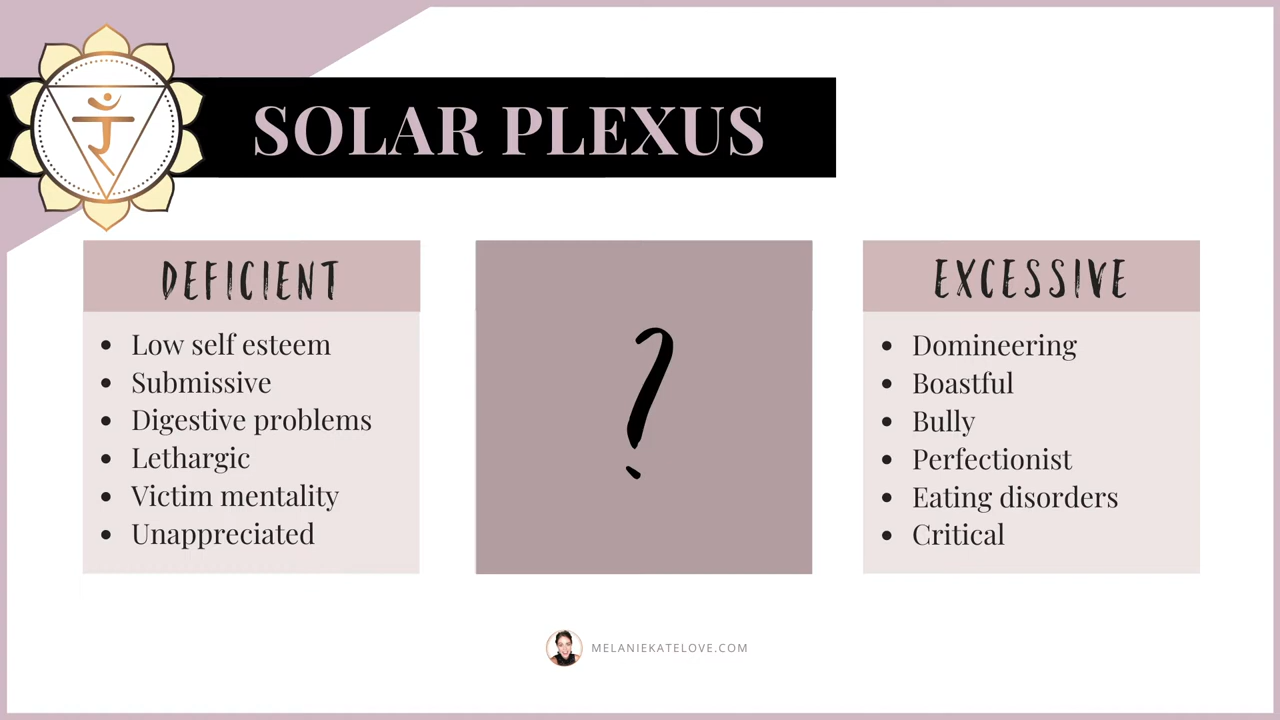 SOLAR PLEXUS
DEFICIENT
• Low self esteem
• Submissive
• Digestive problems
• Lethargic
• Victim mentality
• Unappreciated
?
EXCESSIVE
• Domineering
• Boastful
• Bully
• Perfectionist
• Eating disorders
• Critical
MELANIEKATELOVE.COM